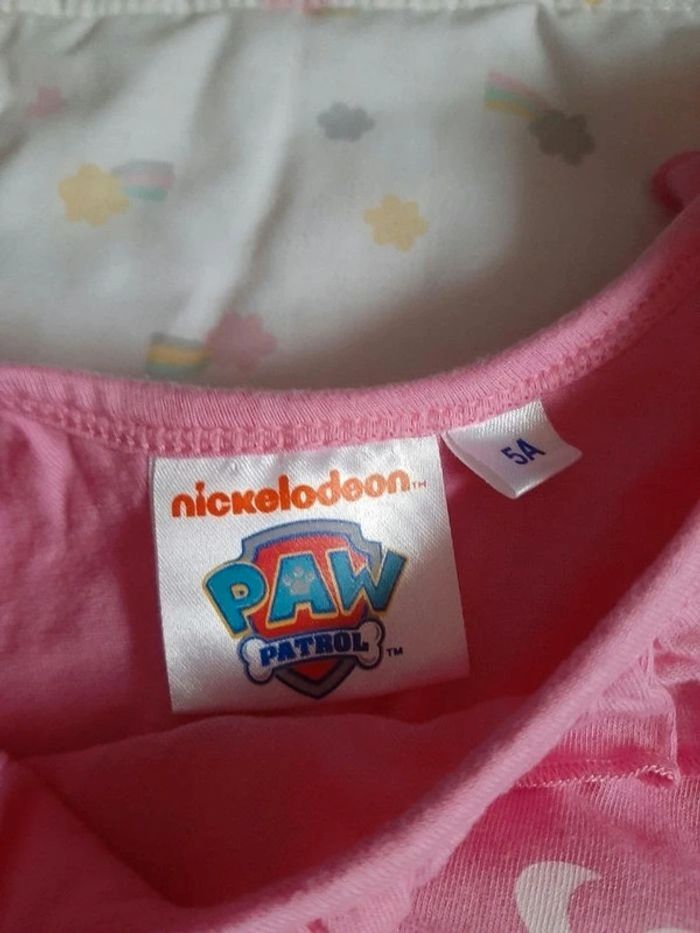 nickelodeon™
PAW
PATROL™
5A